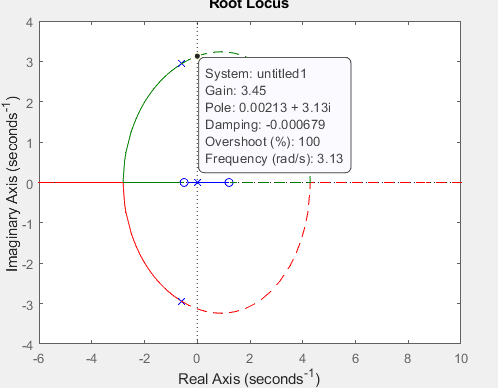 Root Locus
4
3
2
1
0
-1
-2
-3
-4
Imaginary Axis (seconds⁻¹)
System: untitled1
Gain: 3.45
Pole: 0.00213 + 3.13i
Damping: -0.000679
Overshoot (%): 100
Frequency (rad/s): 3.13
-6 -4 -2 0 2 4 6 8 10
Real Axis (seconds⁻¹)